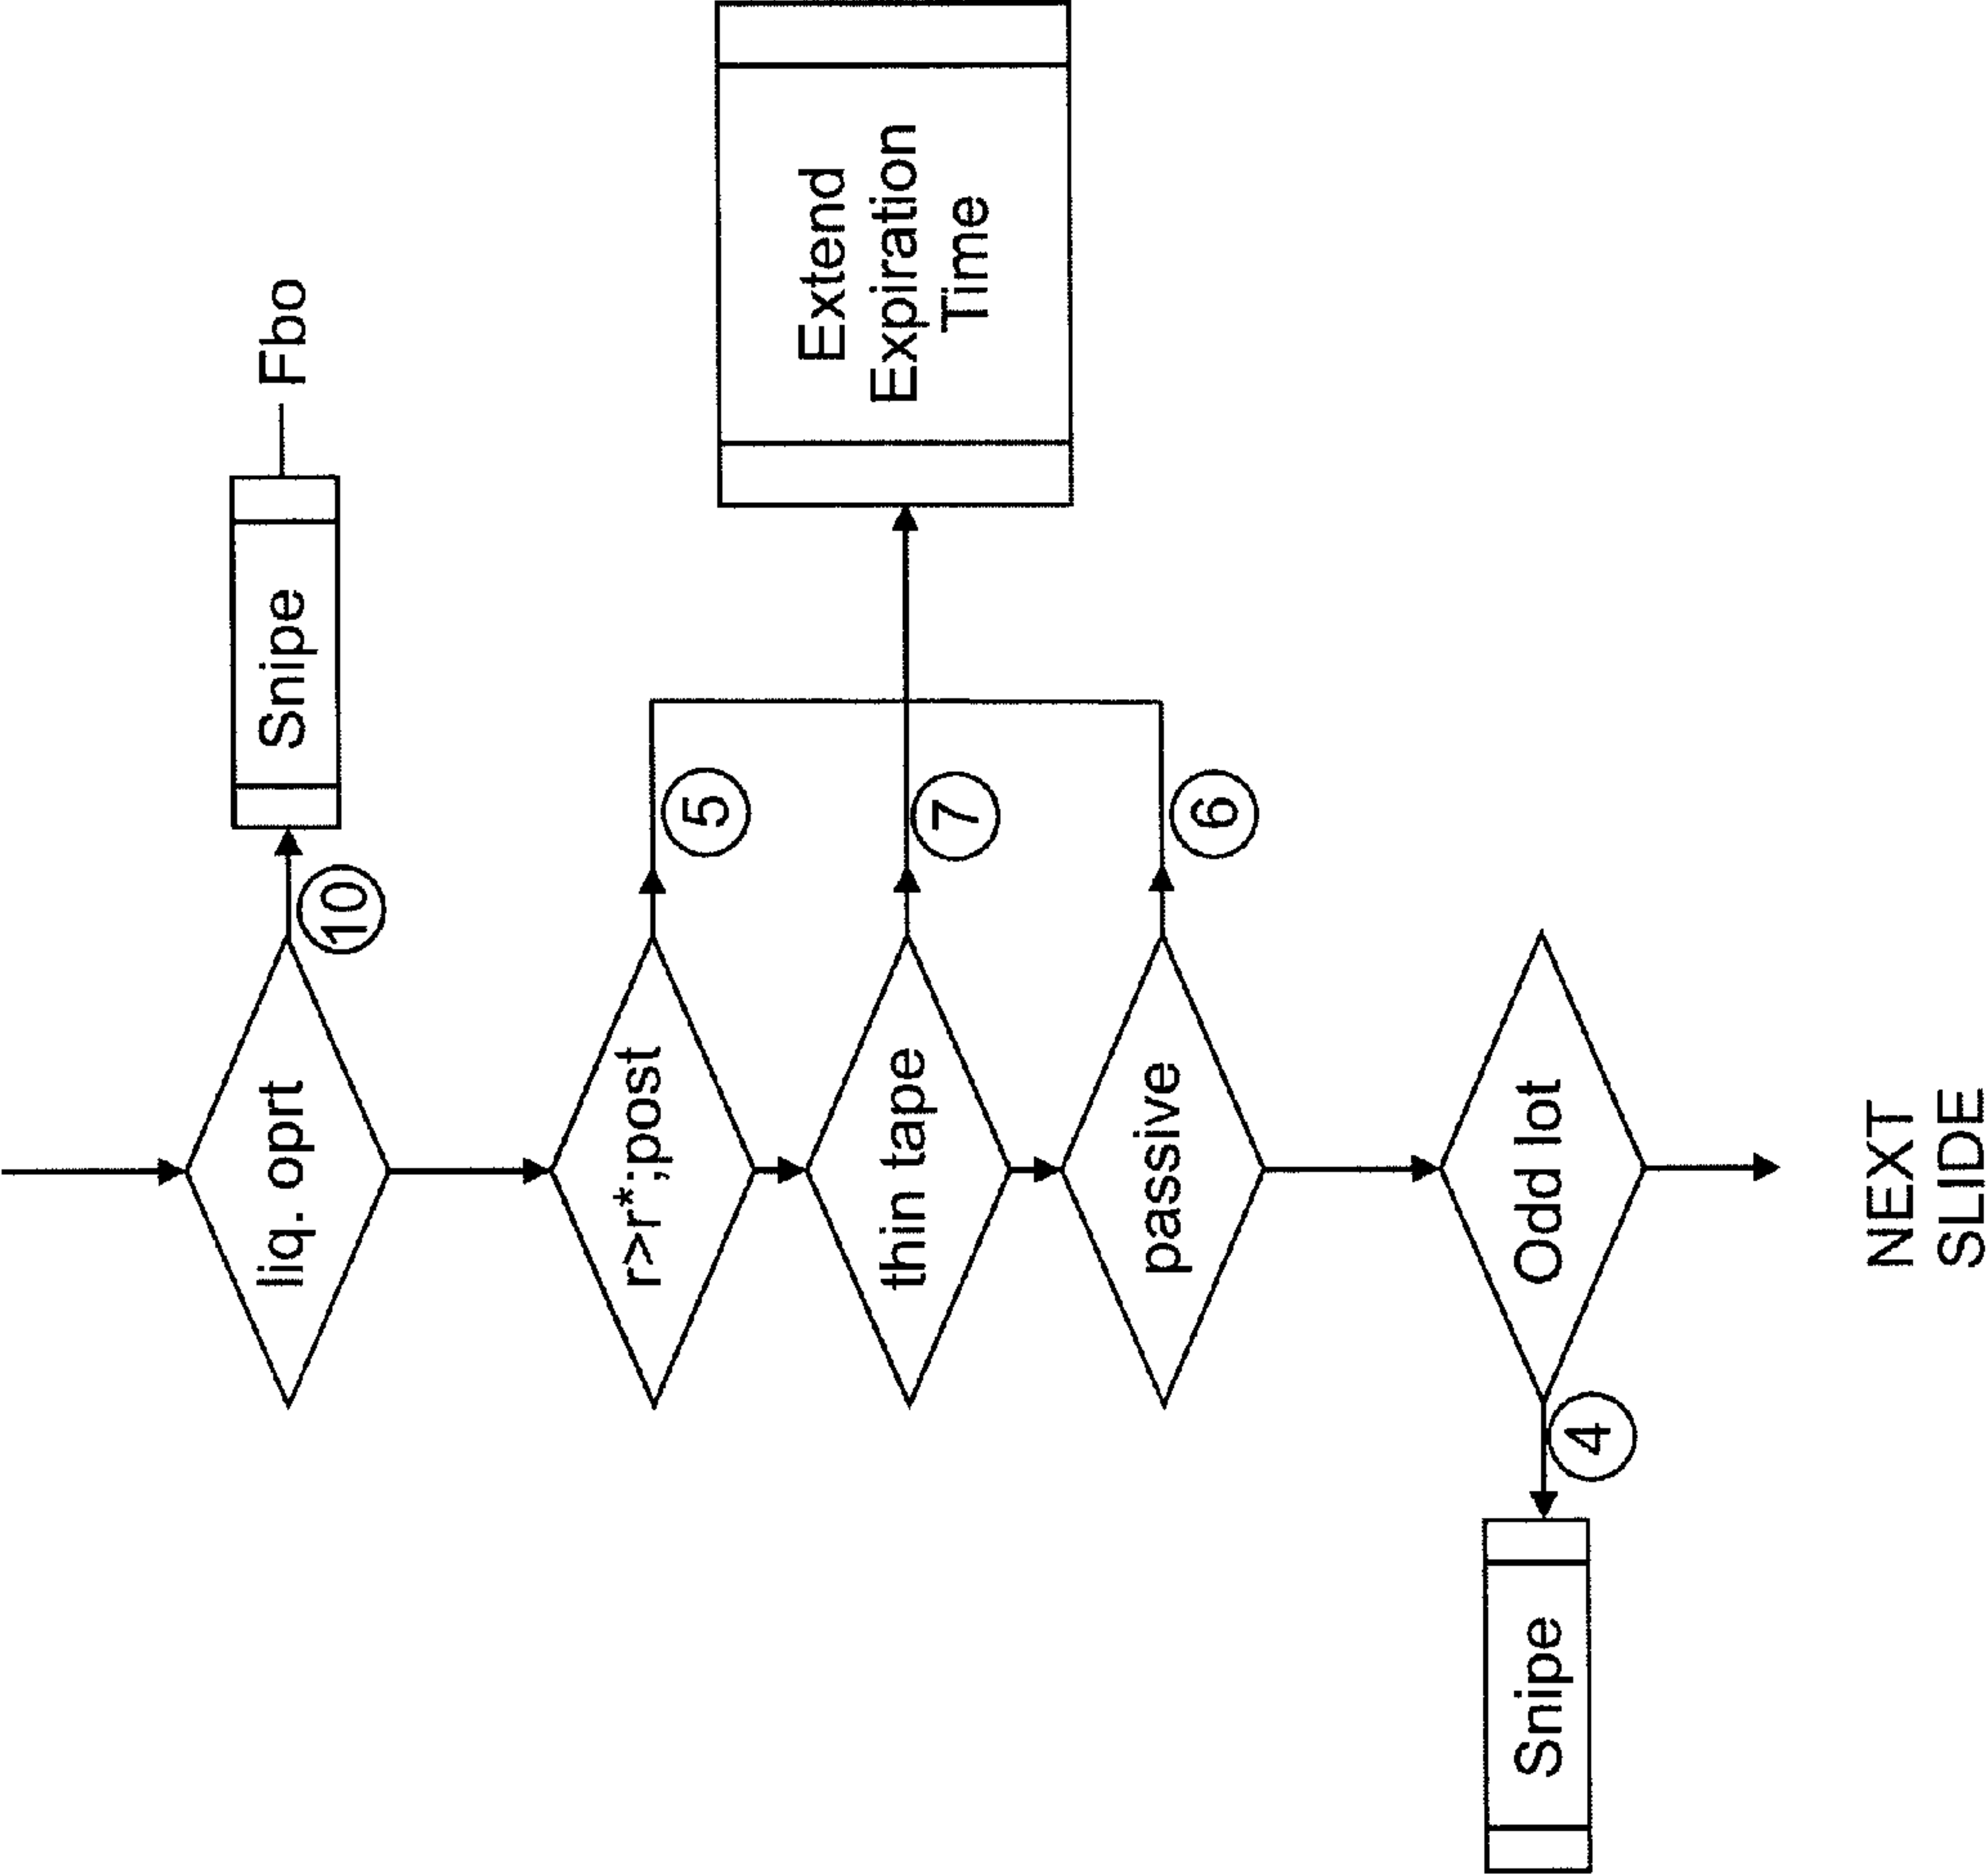 liq. oprt
10
Snipe
Fbo
r>r*;post
5
thin tape
7
Extend
Expiration
Time
passive
6
Snipe
4
Odd lot
NEXT
SLIDE